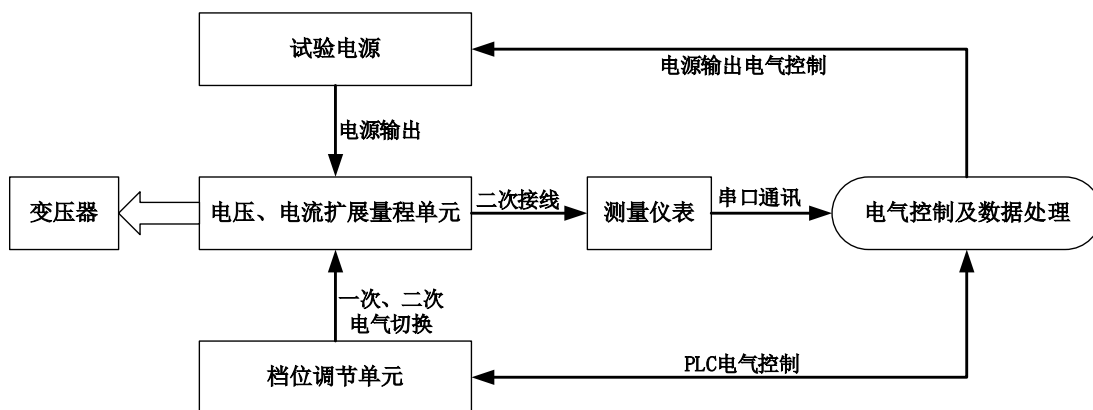 试验电源
电源输出电气控制
电源输出
变压器
电压、电流扩展量程单元
二次接线
测量仪表
串口通讯
电气控制及数据处理
一次、二次
电气切换
档位调节单元
PLC电气控制